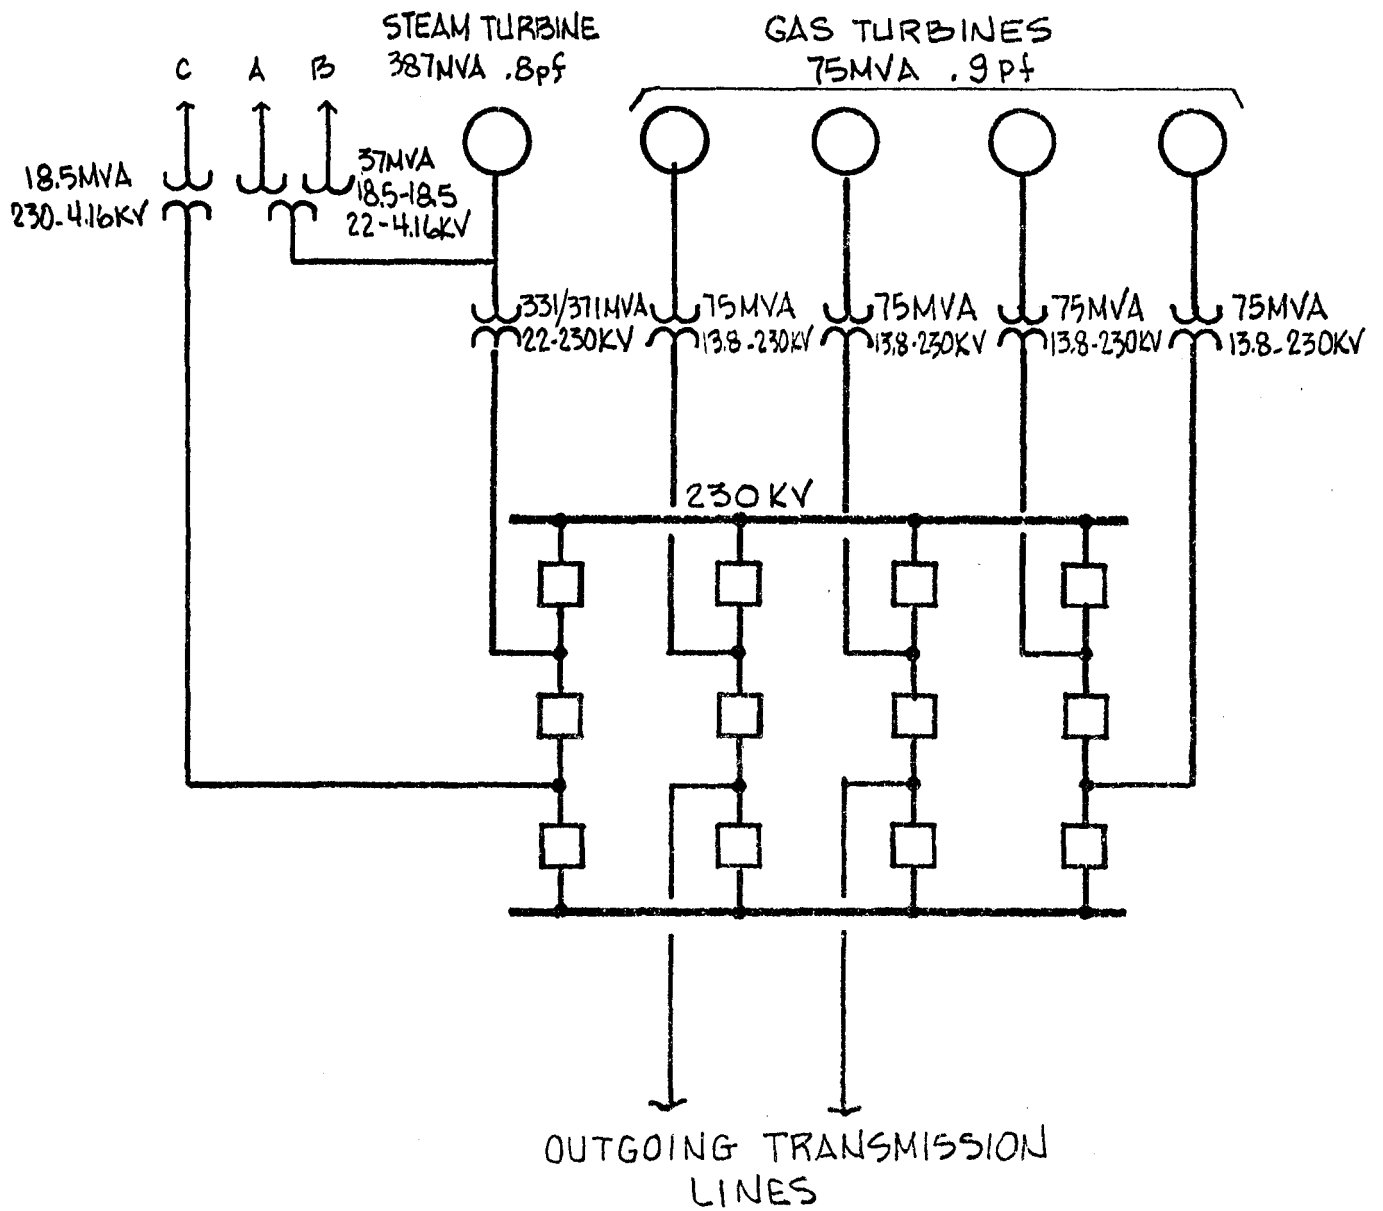 STEAM TURBINE
387MVA .8pf
GAS TURBINES
75MVA .9pf
C
A
B
18.5MVA
230-4.16KV
37MVA
18.5-18.5
22-4.16KV
331/371MVA
22-230KV
75MVA
13.8-230KV
75MVA
13.8-230KV
75MVA
13.8-230KV
75MVA
13.8-230KV
230KV
OUTGOING TRANSMISSION
LINES